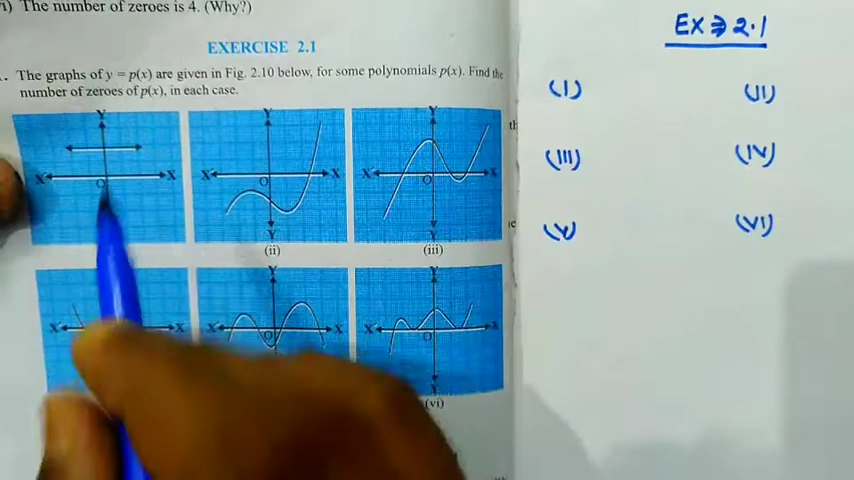 i) The number of zeroes is 4. (Why?)
EXERCISE 2.1
. The graphs of y = p(x) are given in Fig. 2.10 below, for some polynomials p(x). Find the
number of zeroes of p(x), in each case.
Y Y Y
X' O X X' O X X' O X
Y' Y'
(ii) (iii)
Y Y
X' X X' O X X' O X
Y'
(vi)
EX ⇒ 2.1
(I) (II)
(III) (IV)
(V) (VI)